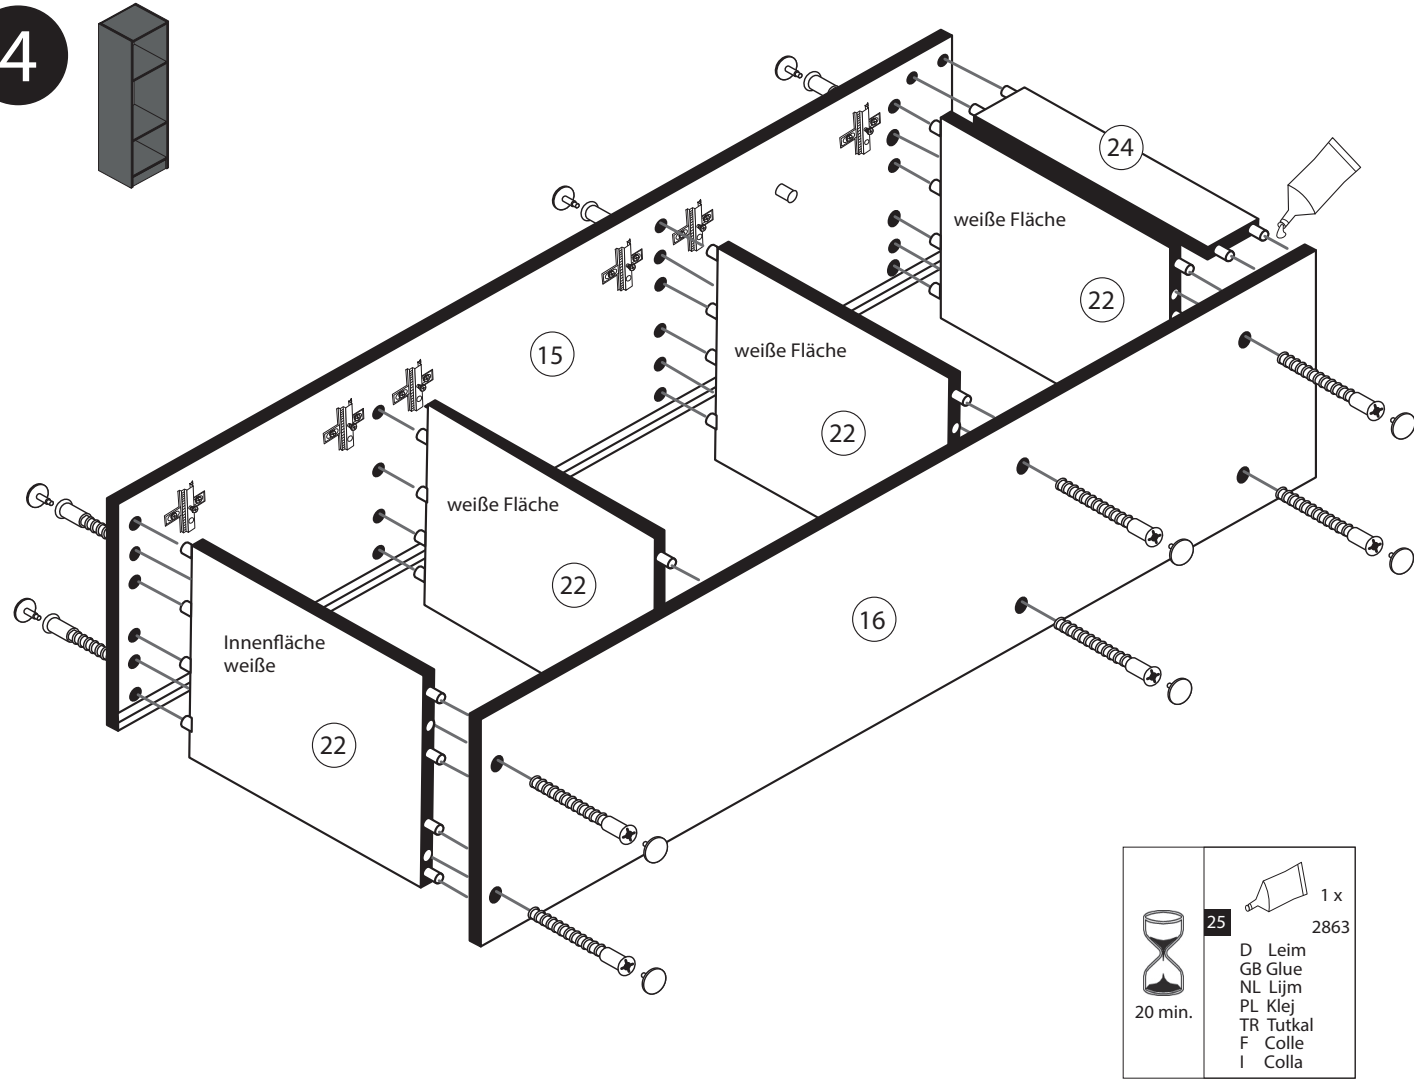 4
24
weiße Fläche
22
15
weiße Fläche
22
weiße Fläche
22
16
Innenfläche
weiße
22
25
1 x
2863
D Leim
GB Glue
NL Lijm
PL Klej
TR Tutkal
F Colle
I Colla
20 min.